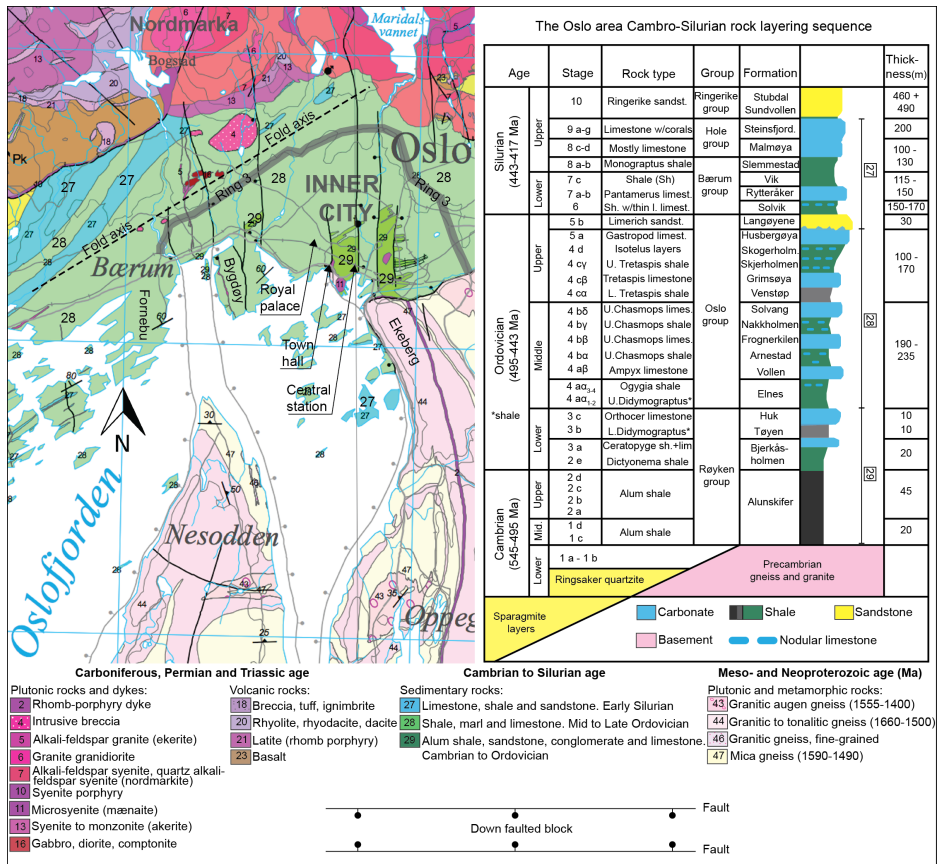 Nordmarka
Bogstad
Maridals-
vannet
Oslo
Fold axis
Ring 3
INNER
CITY
Ring 3
Fold axis
Pk
Bærum
Bygdøy
Fornebu
Royal
palace
Town
hall
Central
station
Ekeberg
N
Nesodden
Oslofjorden
Oppeg
The Oslo area Cambro-Silurian rock layering sequence
Age
Stage
Rock type
Group
Formation
Thick-
ness(m)
Silurian
(443-417 Ma)
Upper
10
Ringerike sandst.
Ringerike
group
Stubdal
Sundvollen
460 +
490
9 a-g
Limestone w/corals
Hole
group
Steinsfjord.
200
8 c-d
Mostly limestone
Malmøya
100 -
130
8 a-b
Monograptus shale
Bærum
group
Slemmestad
Lower
7 c
Shale (Sh)
Vik
115 -
150
7 a-b
Pantamerus limest.
Rytteråker
6
Sh. w/thin l. limest.
Solvik
150-170
27
Ordovician
(495-443 Ma)
Upper
5 b
Limerich sandst.
Langøyene
30
5 a
Gastropod limest.
Husbergøya
4 d
Isotelus layers
Skogerholm.
100 -
170
4 cγ
U. Tretaspis shale
Skjerholmen
4 cβ
Tretaspis limestone
Grimsøya
4 cα
L. Tretaspis shale
Venstøp
Oslo
group
Middle
4 bδ
U.Chasmops limes.
Solvang
4 bγ
U.Chasmops shale
Nakkholmen
4 bβ
U.Chasmops limes.
Frognerkilen
190 -
235
4 bα
U.Chasmops shale
Arnestad
4 aβ
Ampyx limestone
Vollen
4 aα3-4
Ogygia shale
Elnes
4 aα1-2
U.Didymograptus*
28
*shale
Lower
3 c
Orthocer limestone
Huk
10
3 b
L.Didymograptus*
Tøyen
10
3 a
Ceratopyge sh.+lim
Bjerkås-
holmen
20
2 e
Dictyonema shale
Røyken
group
Cambrian
(545-495 Ma)
Upper
2 d
2 c
2 b
2 a
Alum shale
Alunskifer
45
29
Mid.
1 d
1 c
Alum shale
20
Lower
1 a - 1 b
Ringsaker quartzite
Precambrian
gneiss and granite
Sparagmite
layers
Carbonate
Shale
Sandstone
Basement
Nodular limestone
Carboniferous, Permian and Triassic age
Plutonic rocks and dykes:
2 Rhomb-porphyry dyke
4 Intrusive breccia
5 Alkali-feldspar granite (ekerite)
6 Granite granidiorite
7 Alkali-feldspar syenite, quartz alkali-
feldspar syenite (nordmarkite)
10 Syenite porphyry
11 Microsyenite (mænaite)
13 Syenite to monzonite (akerite)
16 Gabbro, diorite, comptonite
Volcanic rocks:
18 Breccia, tuff, ignimbrite
20 Rhyolite, rhyodacite, dacite
21 Latite (rhomb porphyry)
23 Basalt
Cambrian to Silurian age
Sedimentary rocks:
27 Limestone, shale and sandstone. Early Silurian
28 Shale, marl and limestone. Mid to Late Ordovician
29 Alum shale, sandstone, conglomerate and limestone.
Cambrian to Ordovician
Meso- and Neoproterozoic age (Ma)
Plutonic and metamorphic rocks:
43 Granitic augen gneiss (1555-1400)
44 Granitic to tonalitic gneiss (1660-1500)
46 Granitic gneiss, fine-grained
47 Mica gneiss (1590-1490)
Fault
Down faulted block
Fault